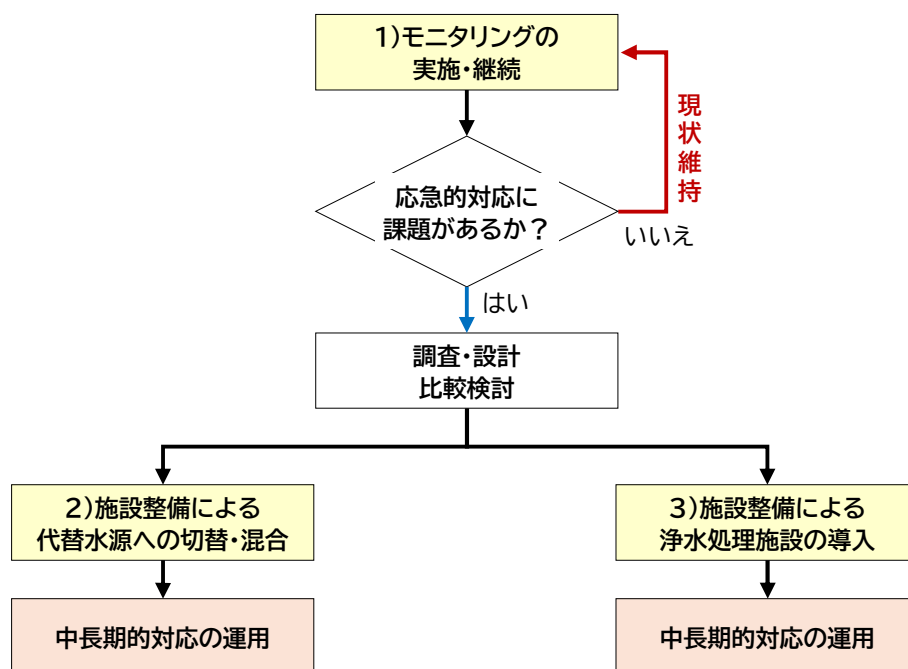 1)モニタリングの
実施・継続
現状維持
応急的対応に
課題があるか？
いいえ
はい
調査・設計
比較検討
2)施設整備による
代替水源への切替・混合
3)施設整備による
浄水処理施設の導入
中長期的対応の運用
中長期的対応の運用